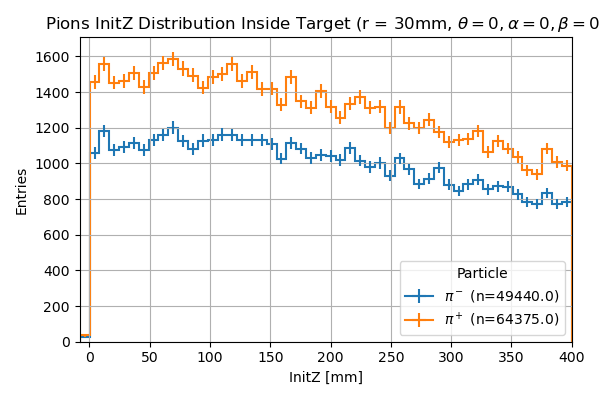 Pions InitZ Distribution Inside Target (r = 30mm, θ = 0, α = 0, β = 0
Entries
1600
1400
1200
1000
800
600
400
200
0
0 50 100 150 200 250 300 350 400
InitZ [mm]
Particle
π⁻ (n=49440.0)
π⁺ (n=64375.0)